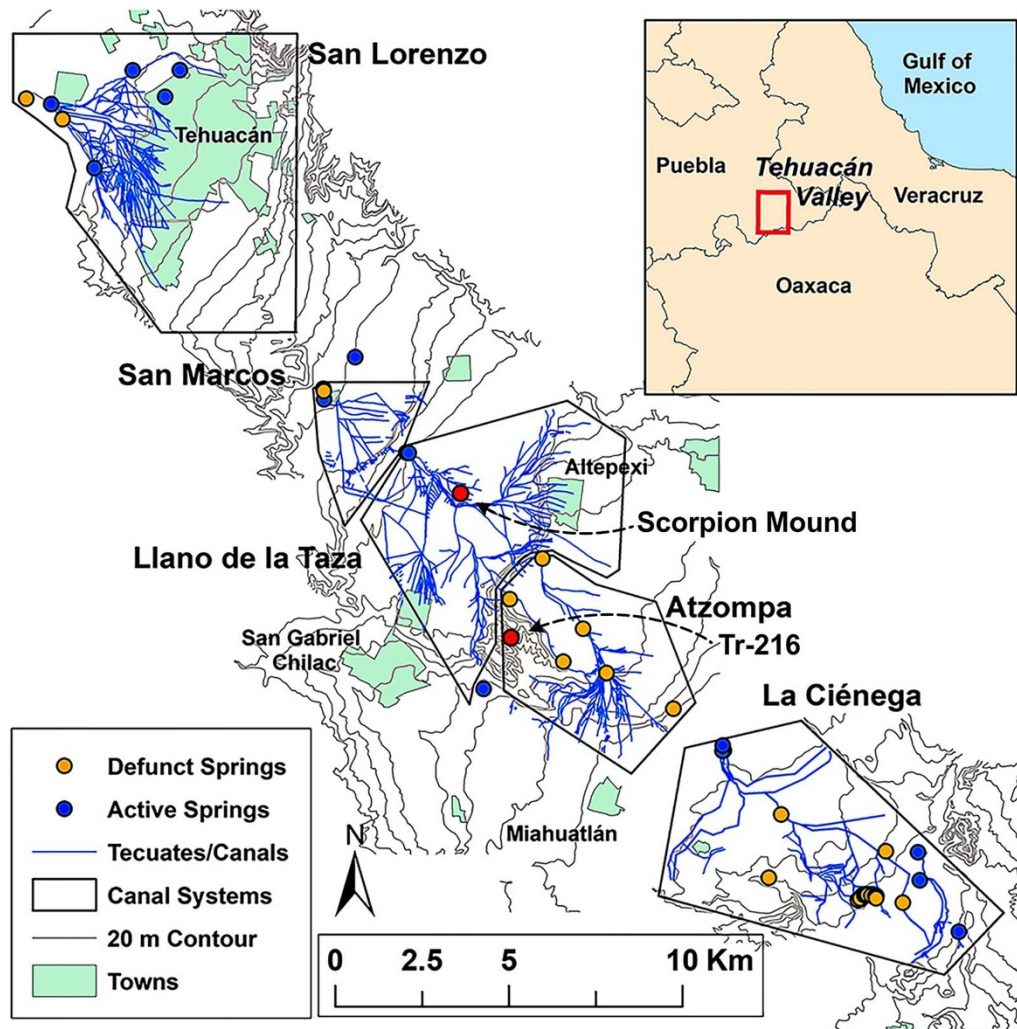 San Lorenzo
Tehuacán
Gulf of
Mexico
Puebla
Tehuacán
Valley
Veracruz
Oaxaca
San Marcos
Altepexi
Scorpion Mound
Llano de la Taza
Atzompa
San Gabriel
Chilac
Tr-216
La Ciénega
Miahuatlán
Defunct Springs
Active Springs
Tecuates/Canals
Canal Systems
20 m Contour
Towns
N
0 2.5 5 10 Km